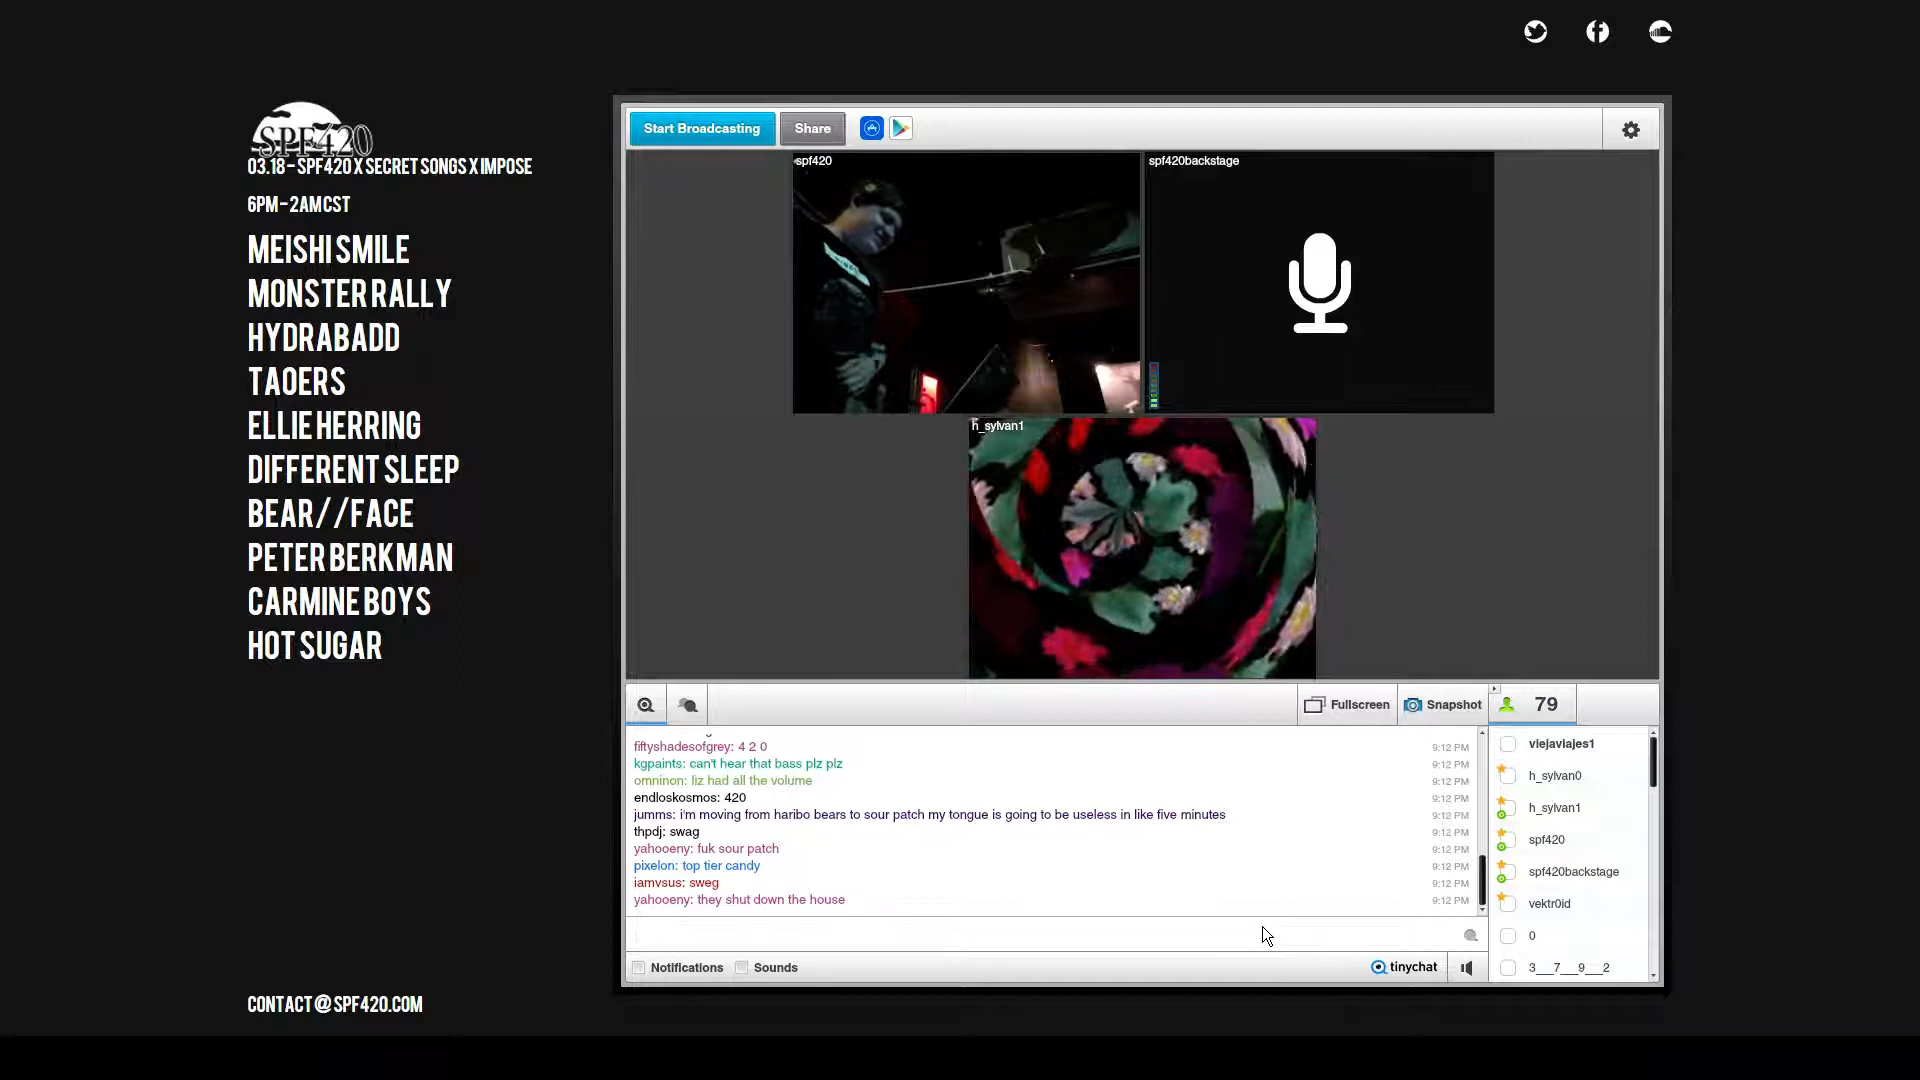 SPF420
03.18 - SPF420 X SECRET SONGS X IMPOSE
6PM - 2AM CST
MEISHI SMILE
MONSTER RALLY
HYDRABADD
TAOERS
ELLIE HERRING
DIFFERENT SLEEP
BEAR//FACE
PETER BERKMAN
CARMINE BOYS
HOT SUGAR
CONTACT@SPF420.COM
Start Broadcasting
Share
spf420
spf420backstage
h_sylvan1
Fullscreen
Snapshot
79
fiftyshadesofgrey: 4 2 0 9:12 PM
kgpaints: can't hear that bass plz plz 9:12 PM
omninon: liz had all the volume 9:12 PM
endloskosmos: 420 9:12 PM
jumms: i'm moving from haribo bears to sour patch my tongue is going to be useless in like five minutes 9:12 PM
thpdj: swag 9:12 PM
yahooeny: fuk sour patch 9:12 PM
pixelon: top tier candy 9:12 PM
iamvsus: sweg 9:12 PM
yahooeny: they shut down the house 9:12 PM
Notifications
Sounds
tinychat
viejaviajes1
h_sylvan0
h_sylvan1
spf420
spf420backstage
vektr0id
0
3__7__9__2